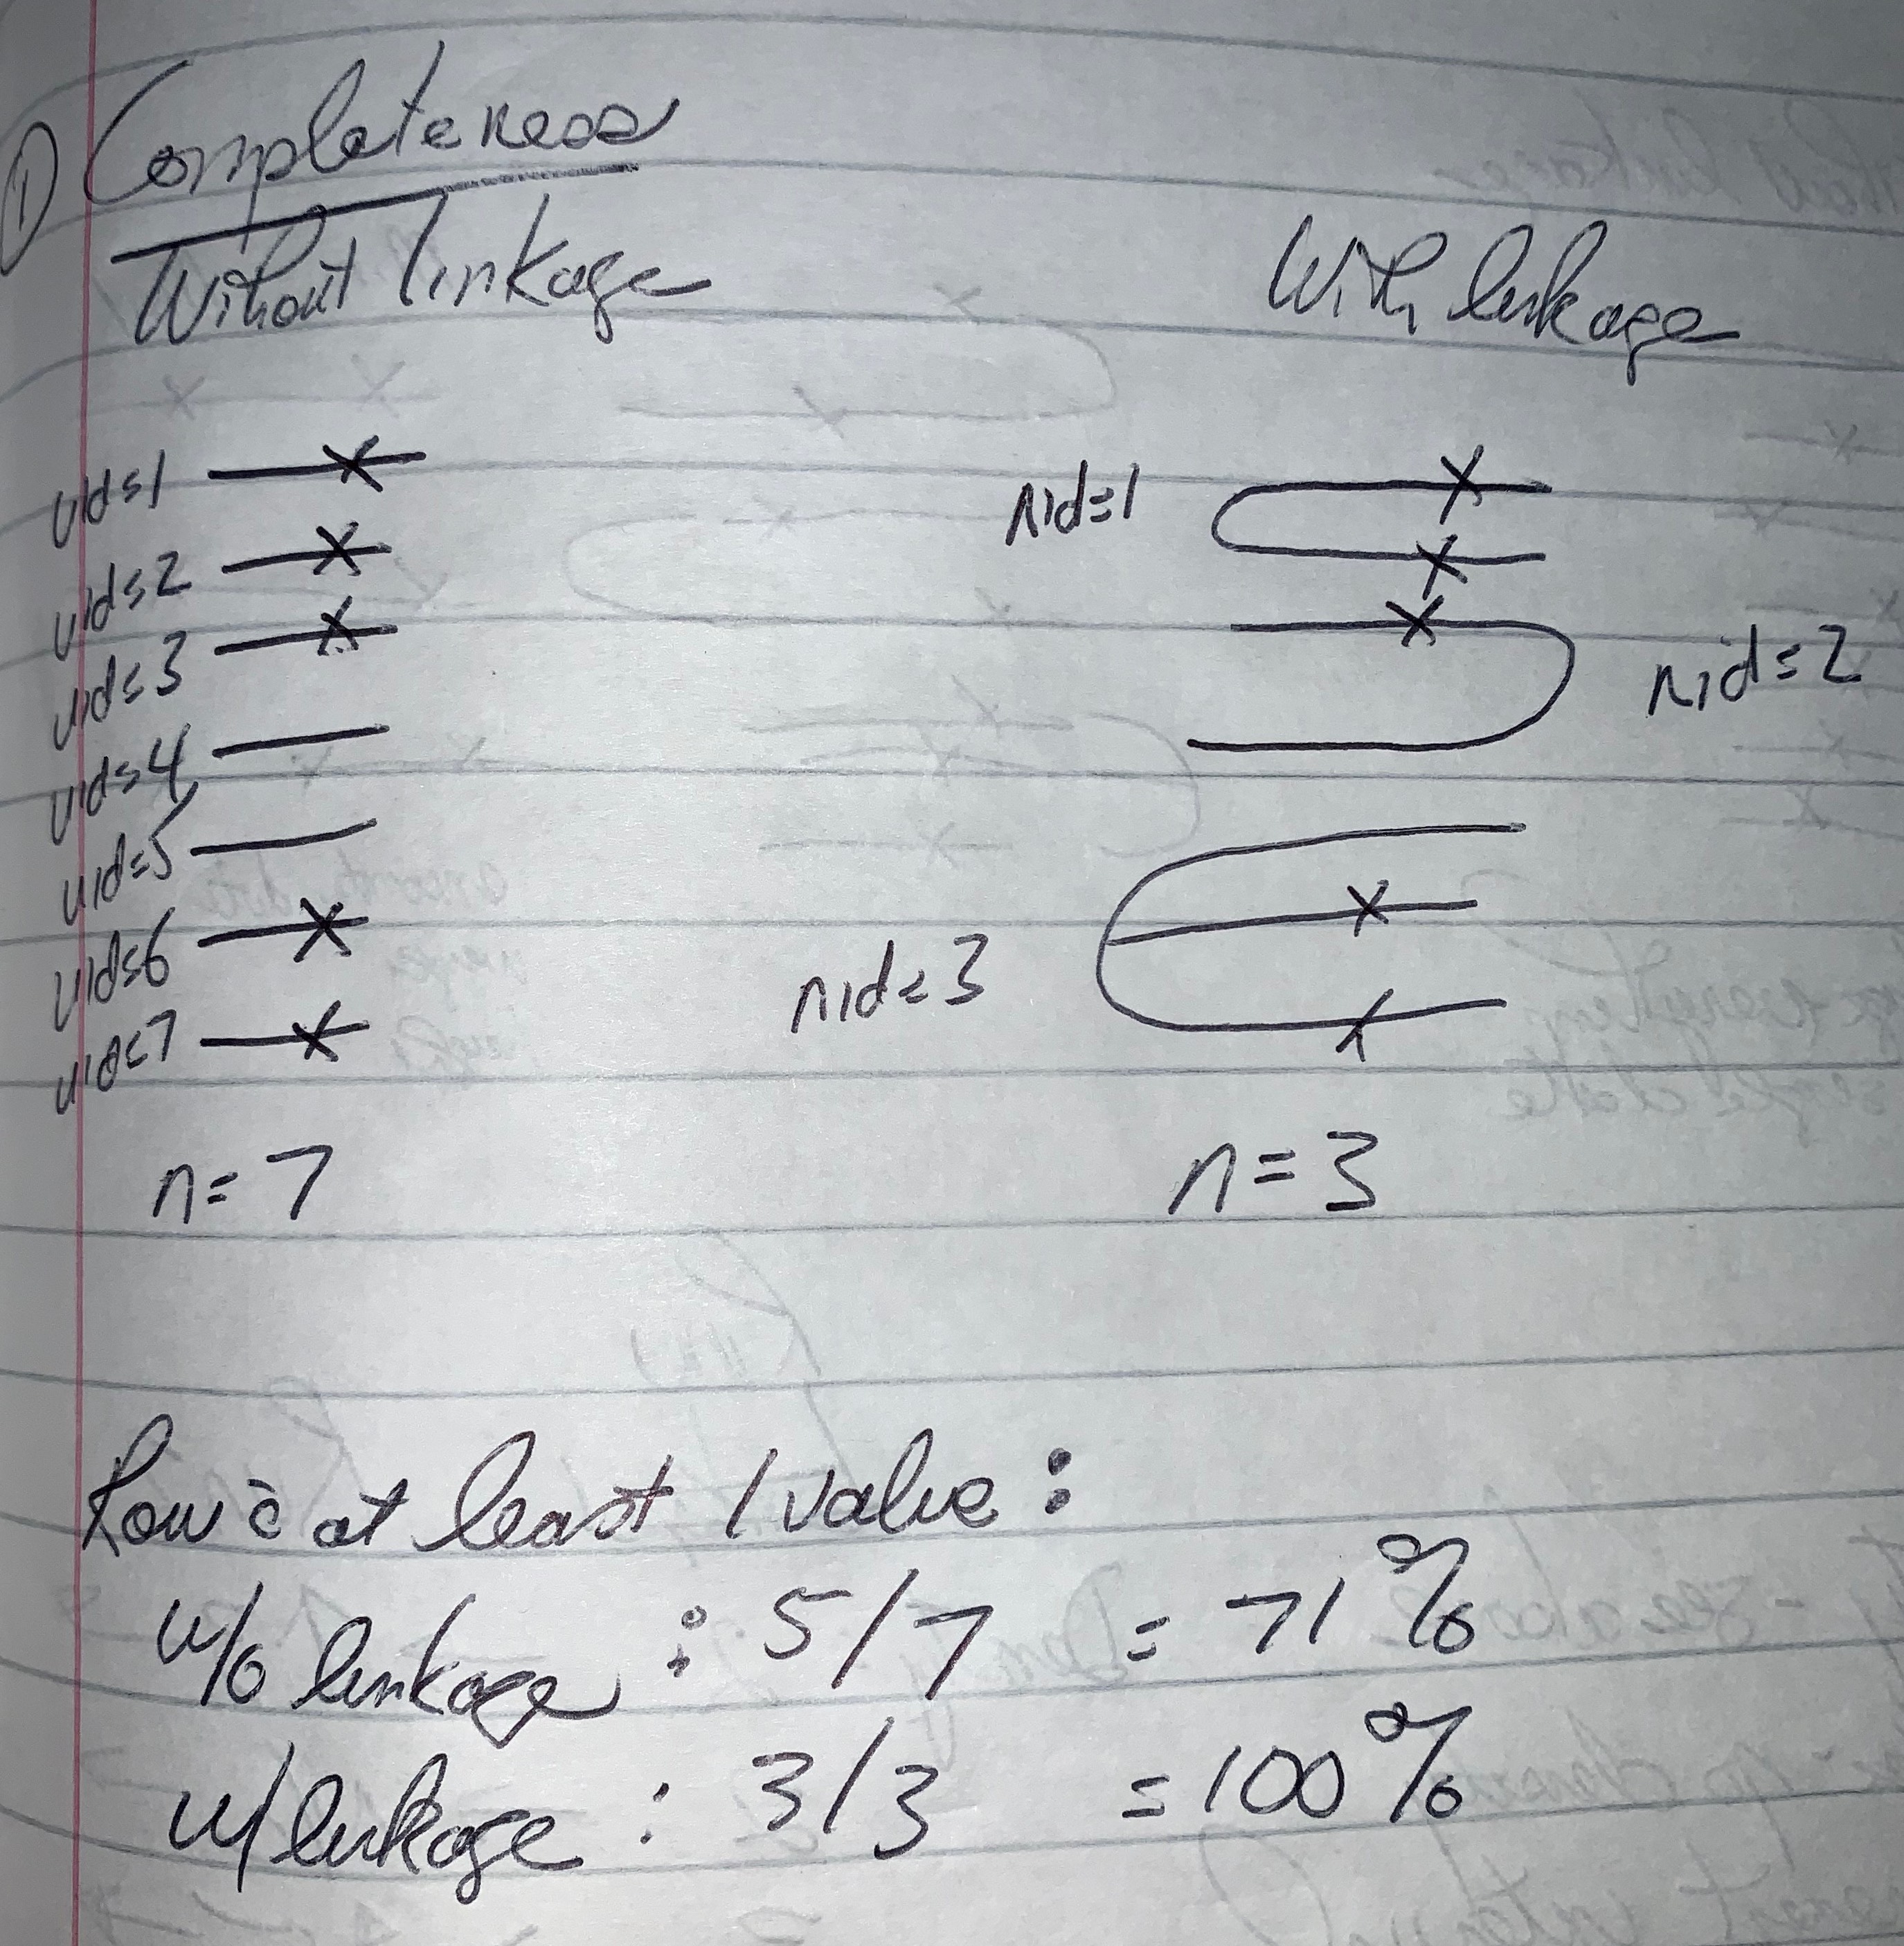 ① Completeness
Without linkage
With linkage
uid=1
uid=2
uid=3
uid=4
uid=5
uid=6
uid=7
nid=1
nid=2
nid=3
n=7
n=3
Row c̄ at least 1 value:
w/o linkage: 5/7 = 71%
w/ linkage: 3/3 = 100%